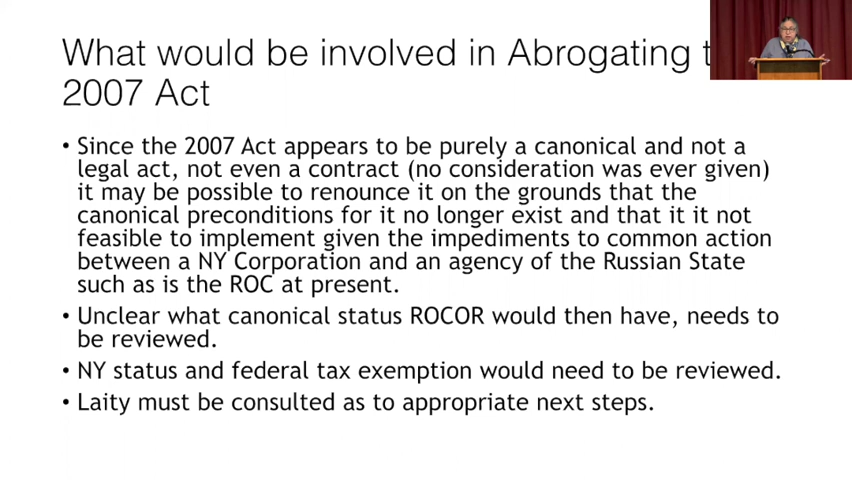 What would be involved in Abrogating
2007 Act
• Since the 2007 Act appears to be purely a canonical and not a
legal act, not even a contract (no consideration was ever given)
it may be possible to renounce it on the grounds that the
canonical preconditions for it no longer exist and that it it not
feasible to implement given the impediments to common action
between a NY Corporation and an agency of the Russian State
such as is the ROC at present.
• Unclear what canonical status ROCOR would then have, needs to
be reviewed.
• NY status and federal tax exemption would need to be reviewed.
• Laity must be consulted as to appropriate next steps.